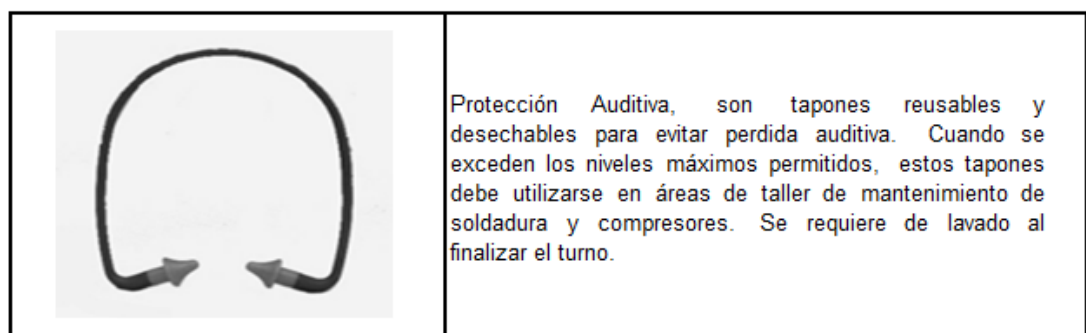 Protección Auditiva, son tapones reusables y
desechables para evitar perdida auditiva. Cuando se
exceden los niveles máximos permitidos, estos tapones
debe utilizarse en áreas de taller de mantenimiento de
soldadura y compresores. Se requiere de lavado al
finalizar el turno.